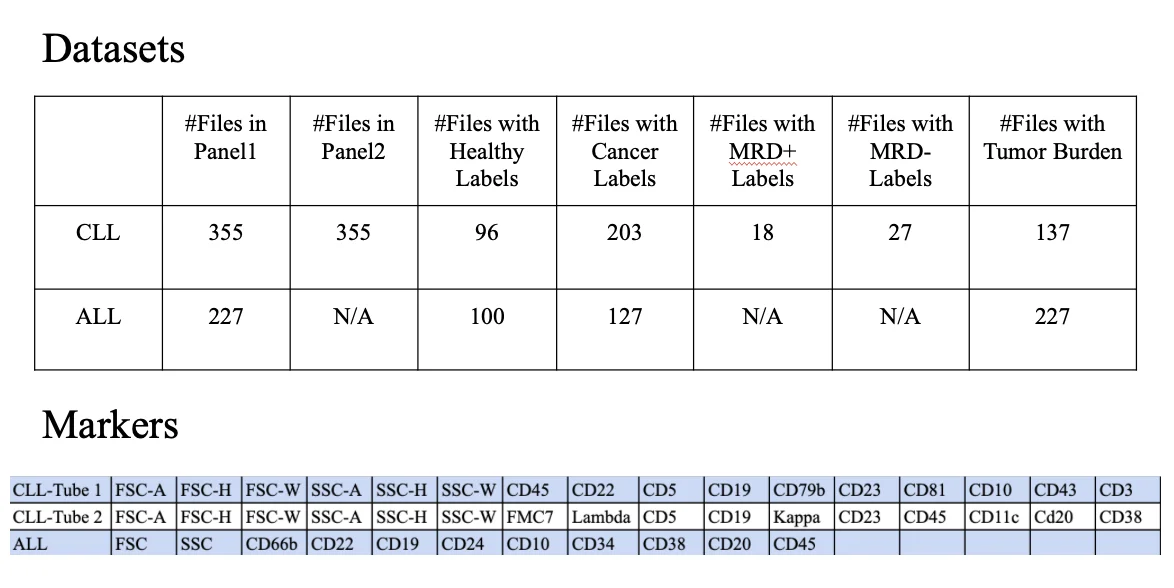 Datasets
#Files in Panel1 #Files in Panel2 #Files with Healthy Labels #Files with Cancer Labels #Files with MRD+ Labels #Files with MRD- Labels #Files with Tumor Burden
CLL 355 355 96 203 18 27 137
ALL 227 N/A 100 127 N/A N/A 227
Markers
CLL-Tube 1 FSC-A FSC-H FSC-W SSC-A SSC-H SSC-W CD45 CD22 CD5 CD19 CD79b CD23 CD81 CD10 CD43 CD3
CLL-Tube 2 FSC-A FSC-H FSC-W SSC-A SSC-H SSC-W FMC7 Lambda CD5 CD19 Kappa CD23 CD45 CD11c Cd20 CD38
ALL FSC SSC CD66b CD22 CD19 CD24 CD10 CD34 CD38 CD20 CD45